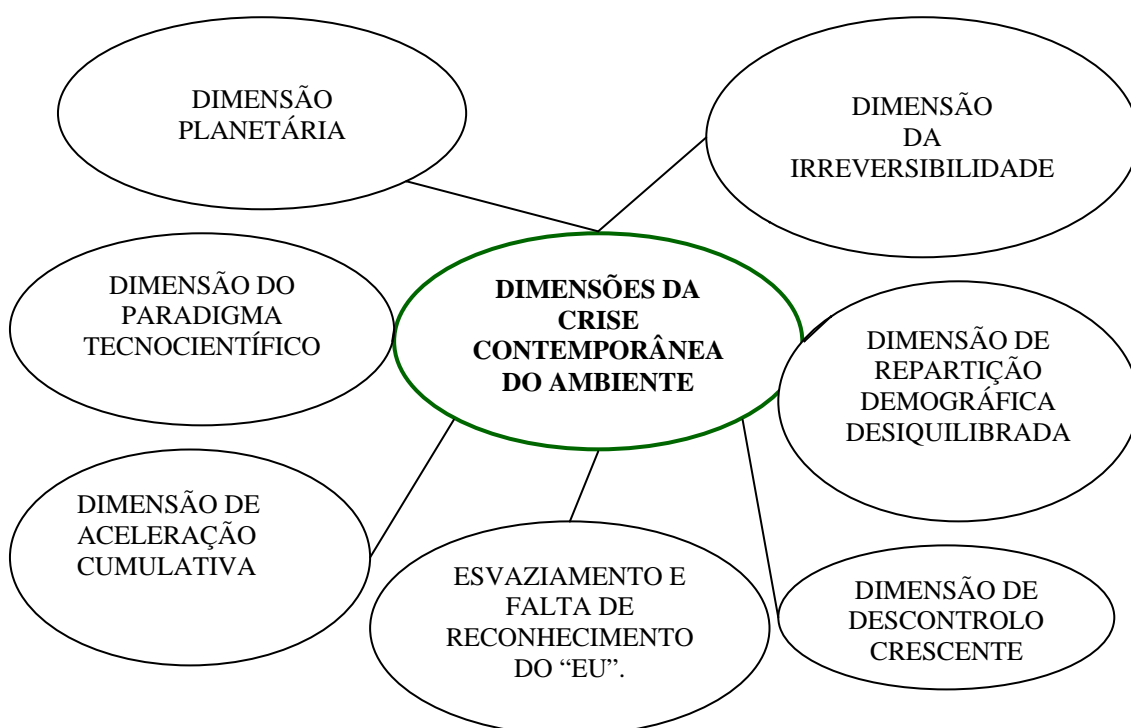 DIMENSÃO
PLANETÁRIA
DIMENSÃO
DA
IRREVERSIBILIDADE
DIMENSÃO DO
PARADIGMA
TECNOCIENTÍFICO
DIMENSÕES DA
CRISE
CONTEMPORÂNEA
DO AMBIENTE
DIMENSÃO DE
REPARTIÇÃO
DEMOGRÁFICA
DESIQUILIBRADA
DIMENSÃO DE
ACELERAÇÃO
CUMULATIVA
ESVAZIAMENTO E
FALTA DE
RECONHECIMENTO
DO “EU”.
DIMENSÃO DE
DESCONTROLO
CRESCENTE